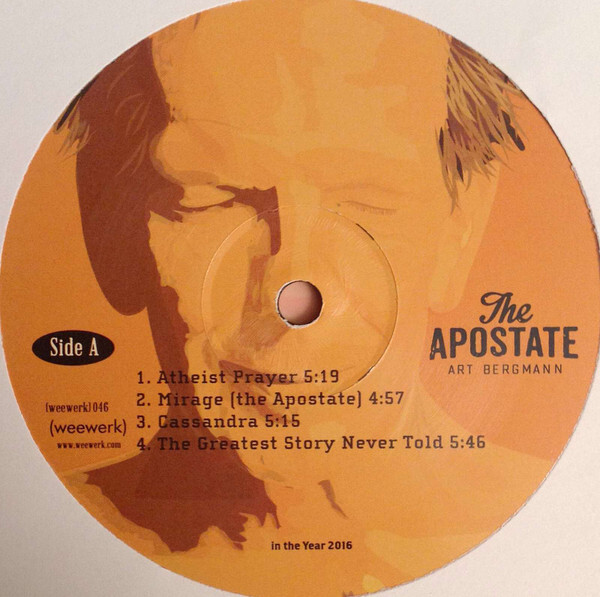 The
APOSTATE
ART BERGMANN
Side A
1. Atheist Prayer 5:19
2. Mirage (the Apostate) 4:57
3. Cassandra 5:15
4. The Greatest Story Never Told 5:46
(weewerk) 046
(weewerk)
www.weewerk.com
in the Year 2016